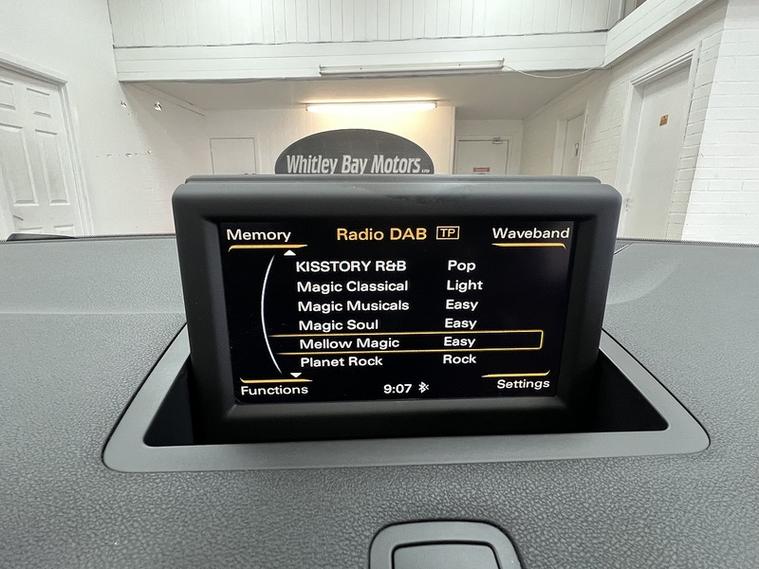 Whitley Bay Motors LTD
Memory Radio DAB TP Waveband
KISSTORY R&B Pop
Magic Classical Light
Magic Musicals Easy
Magic Soul Easy
Mellow Magic Easy
Planet Rock Rock
Functions 9:07 Settings